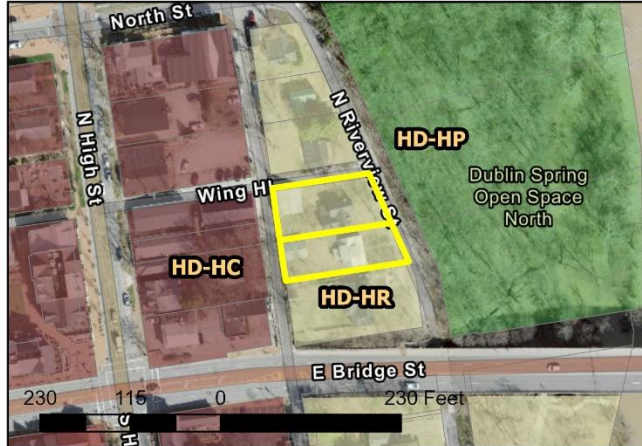 North St
N High St
N Riverview St
HD-HP
Dublin Spring
Open Space
North
Wing Hl
HD-HC
HD-HR
E Bridge St
230 115 0 230 Feet
S H